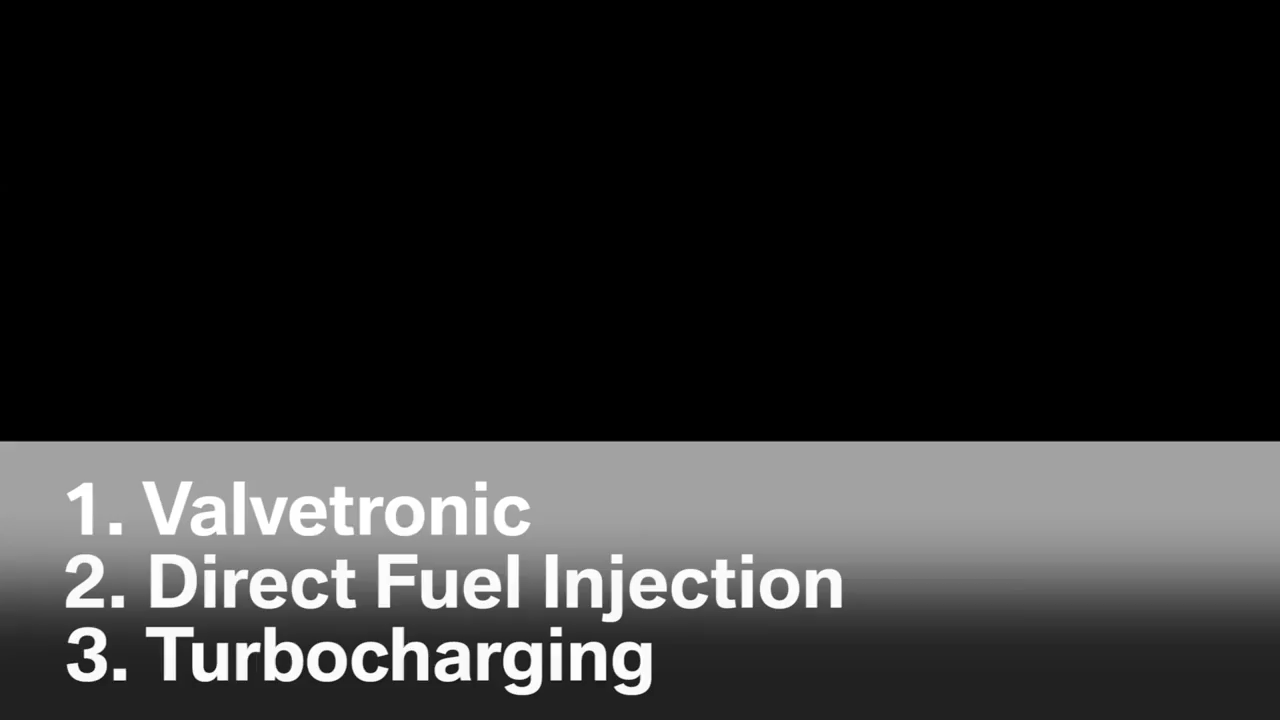 1. Valvetronic
2. Direct Fuel Injection
3. Turbocharging